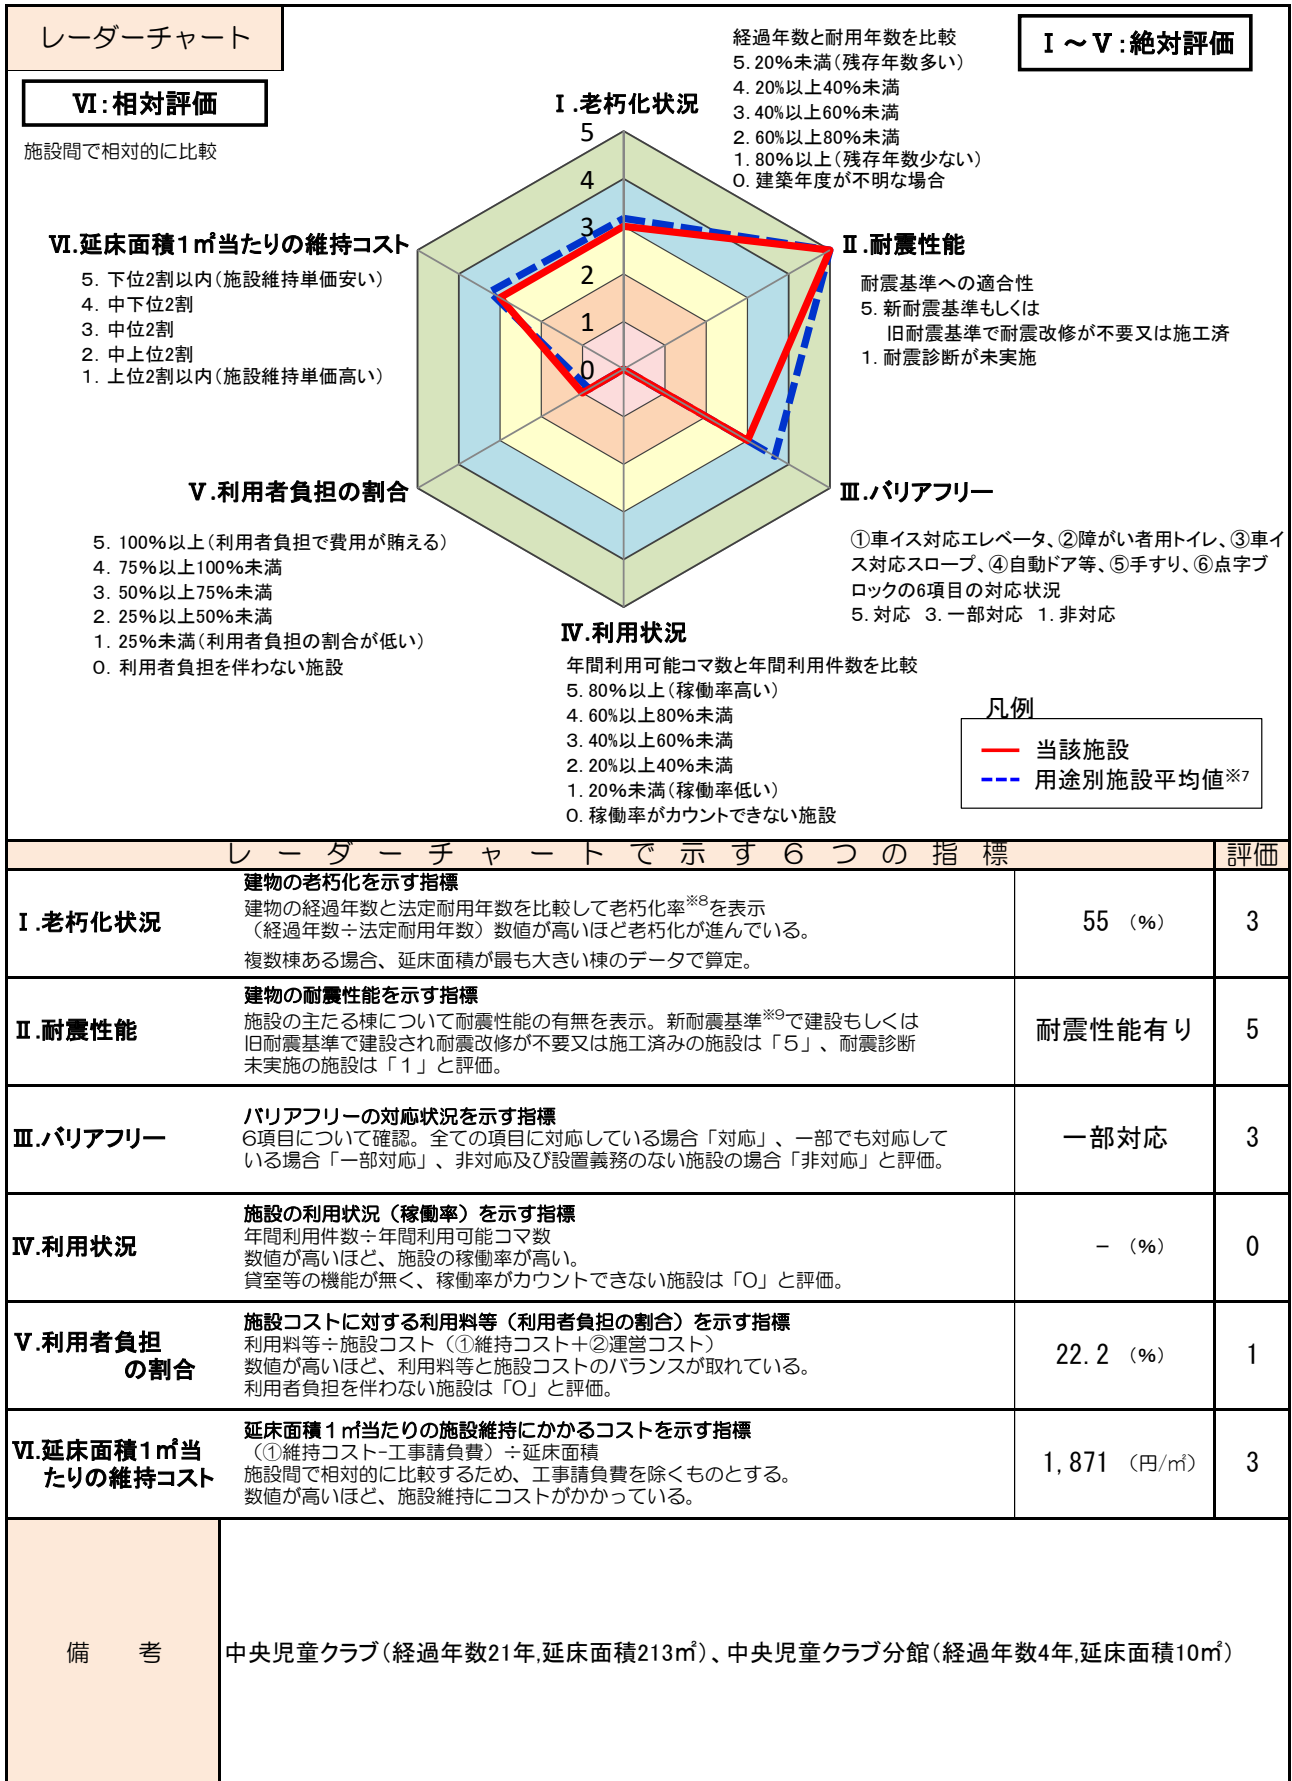 レーダーチャート
Ⅰ～Ⅴ：絶対評価
Ⅵ：相対評価
施設間で相対的に比較
Ⅰ.老朽化状況
経過年数と耐用年数を比較
5.20%未満（残存年数多い）
4.20%以上40%未満
3.40%以上60%未満
2.60%以上80%未満
1.80%以上（残存年数少ない）
0.建築年度が不明な場合
5
4
3
2
1
0
Ⅱ.耐震性能
耐震基準への適合性
5.新耐震基準もしくは
旧耐震基準で耐震改修が不要又は施工済
1.耐震診断が未実施
Ⅵ.延床面積1㎡当たりの維持コスト
5. 下位2割以内（施設維持単価安い）
4. 中下位2割
3. 中位2割
2. 中上位2割
1. 上位2割以内（施設維持単価高い）
Ⅲ.バリアフリー
①車イス対応エレベータ、②障がい者用トイレ、③車イ
ス対応スロープ、④自動ドア等、⑤手すり、⑥点字ブ
ロックの6項目の対応状況
5.対応 3.一部対応 1.非対応
Ⅴ.利用者負担の割合
5. 100%以上（利用者負担で費用が賄える）
4. 75%以上100%未満
3. 50%以上75%未満
2. 25%以上50%未満
1. 25%未満（利用者負担の割合が低い）
0. 利用者負担を伴わない施設
Ⅳ.利用状況
年間利用可能コマ数と年間利用件数を比較
5.80%以上（稼働率高い）
4.60%以上80%未満
3.40%以上60%未満
2.20%以上40%未満
1.20%未満（稼働率低い）
0.稼働率がカウントできない施設
凡例
当該施設
用途別施設平均値※7
レーダーチャートで示す６つの指標 評価
Ⅰ.老朽化状況
建物の老朽化を示す指標
建物の経過年数と法定耐用年数を比較して老朽化率※8を表示
（経過年数÷法定耐用年数）数値が高いほど老朽化が進んでいる。
複数棟ある場合、延床面積が最も大きい棟のデータで算定。
55 （%） 3
Ⅱ.耐震性能
建物の耐震性能を示す指標
施設の主たる棟について耐震性能の有無を表示。新耐震基準※9で建設もしくは
旧耐震基準で建設され耐震改修が不要又は施工済みの施設は「５」、耐震診断
未実施の施設は「１」と評価。
耐震性能有り 5
Ⅲ.バリアフリー
バリアフリーの対応状況を示す指標
6項目について確認。全ての項目に対応している場合「対応」、一部でも対応して
いる場合「一部対応」、非対応及び設置義務のない施設の場合「非対応」と評価。
一部対応 3
Ⅳ.利用状況
施設の利用状況（稼働率）を示す指標
年間利用件数÷年間利用可能コマ数
数値が高いほど、施設の稼働率が高い。
貸室等の機能が無く、稼働率がカウントできない施設は「0」と評価。
－ （%） 0
Ⅴ.利用者負担
の割合
施設コストに対する利用料等（利用者負担の割合）を示す指標
利用料等÷施設コスト（①維持コスト＋②運営コスト）
数値が高いほど、利用料等と施設コストのバランスが取れている。
利用者負担を伴わない施設は「0」と評価。
22.2 （%） 1
Ⅵ.延床面積1㎡当
たりの維持コスト
延床面積１㎡当たりの施設維持にかかるコストを示す指標
（①維持コスト-工事請負費）÷延床面積
施設間で相対的に比較するため、工事請負費を除くものとする。
数値が高いほど、施設維持にコストがかかっている。
1,871 （円/㎡） 3
備 考
中央児童クラブ（経過年数21年,延床面積213㎡）、中央児童クラブ分館（経過年数4年,延床面積10㎡）